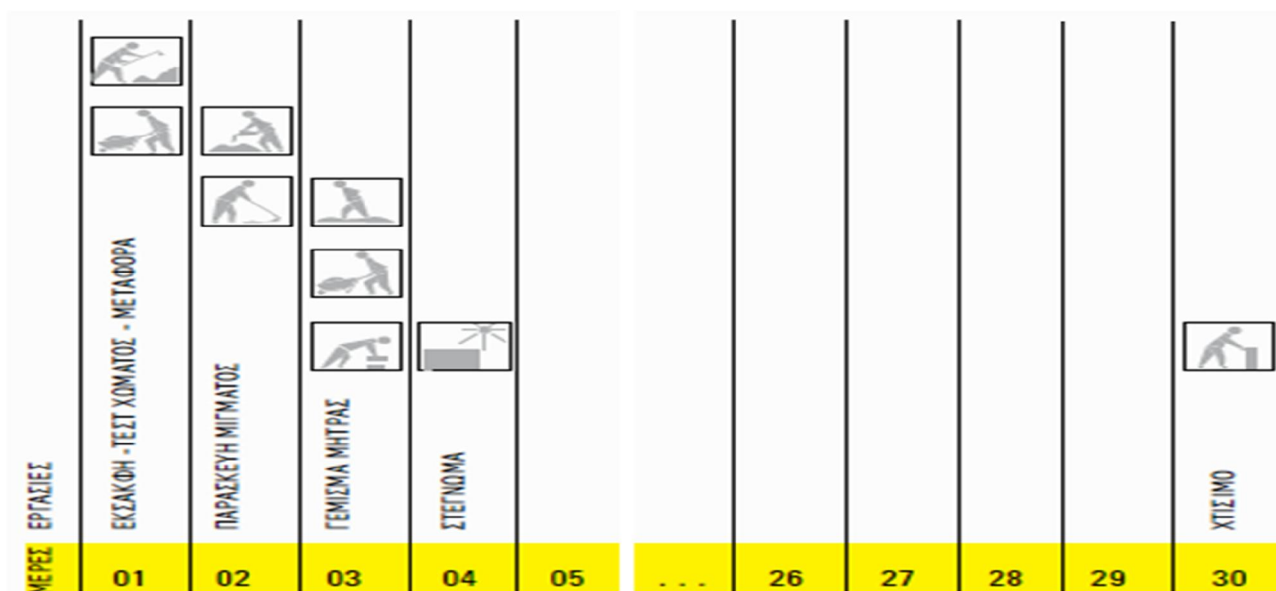 ΕΡΓΑΣΙΕΣ
ΕΚΣΑΚΦΗ -ΤΕΣΤ ΧΩΜΑΤΟΣ - ΜΕΤΑΦΟΡΑ
ΠΑΡΑΣΚΕΥΗ ΜΙΓΜΑΤΟΣ
ΓΕΜΙΣΜΑ ΜΗΤΡΑΣ
ΣΤΕΓΝΩΜΑ
ΧΤΙΣΙΜΟ
ΜΕΡΕΣ 01 02 03 04 05 . . . 26 27 28 29 30